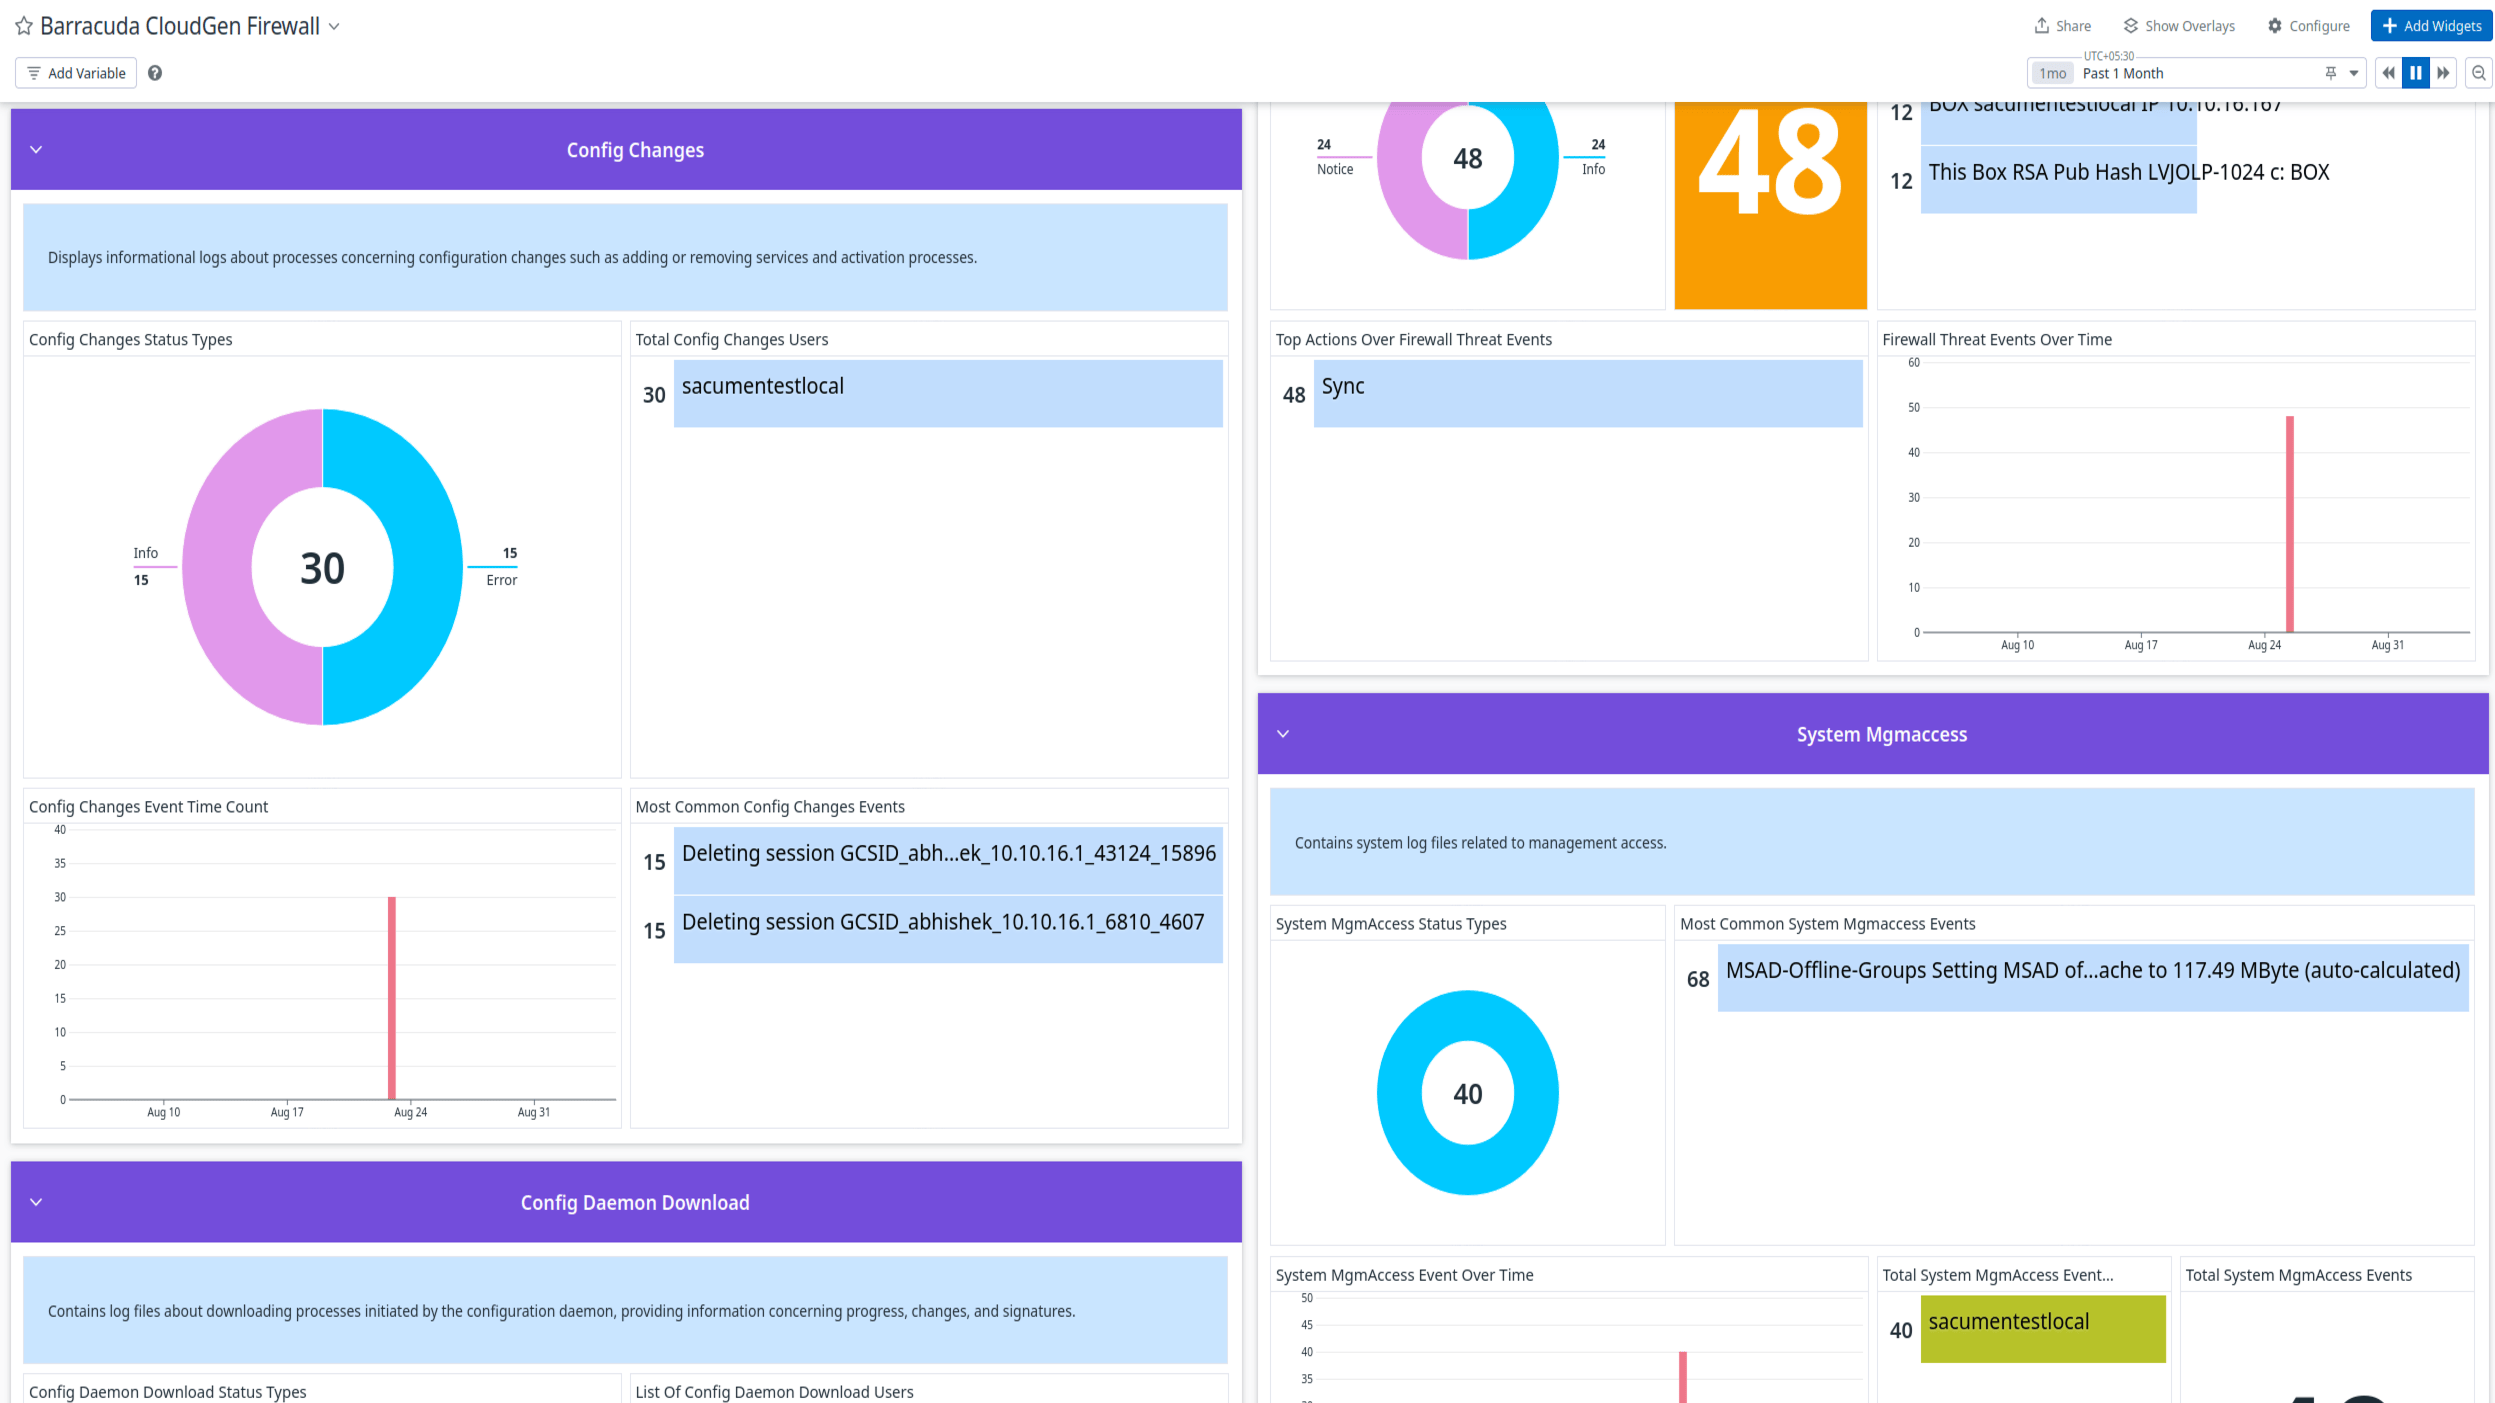 Barracuda CloudGen Firewall
Share
Show Overlays
Configure
Add Widgets
Add Variable
UTC+05:30
1mo
Past 1 Month
Config Changes
Displays informational logs about processes concerning configuration changes such as adding or removing services and activation processes.
Config Changes Status Types
Info
15
30
15
Error
Total Config Changes Users
30
sacumentestlocal
Config Changes Event Time Count
40
35
30
25
20
15
10
5
0
Aug 10
Aug 17
Aug 24
Aug 31
Most Common Config Changes Events
15
Deleting session GCSID_abh...ek_10.10.16.1_43124_15896
15
Deleting session GCSID_abhishek_10.10.16.1_6810_4607
Config Daemon Download
Contains log files about downloading processes initiated by the configuration daemon, providing information concerning progress, changes, and signatures.
Config Daemon Download Status Types
List Of Config Daemon Download Users
24
Notice
48
24
Info
48
12
BOX sacumentestlocal IP 10.10.16.167
12
This Box RSA Pub Hash LVJOLP-1024 c: BOX
Top Actions Over Firewall Threat Events
48
Sync
Firewall Threat Events Over Time
60
50
40
30
20
10
0
Aug 10
Aug 17
Aug 24
Aug 31
System Mgmaccess
Contains system log files related to management access.
System MgmAccess Status Types
40
Most Common System Mgmaccess Events
68
MSAD-Offline-Groups Setting MSAD of...ache to 117.49 MByte (auto-calculated)
System MgmAccess Event Over Time
50
45
40
35
Total System MgmAccess Event...
40
sacumentestlocal
Total System MgmAccess Events